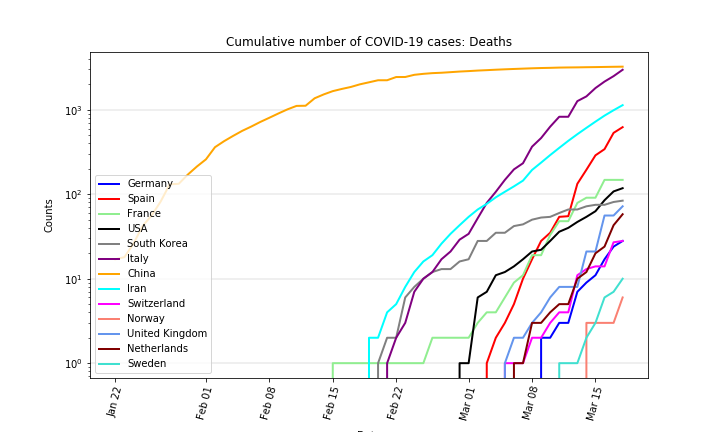 Cumulative number of COVID-19 cases: Deaths
Counts
10³
10²
10¹
10⁰
Germany
Spain
France
USA
South Korea
Italy
China
Iran
Switzerland
Norway
United Kingdom
Netherlands
Sweden
Jan 22
Feb 01
Feb 08
Feb 15
Feb 22
Mar 01
Mar 08
Mar 15